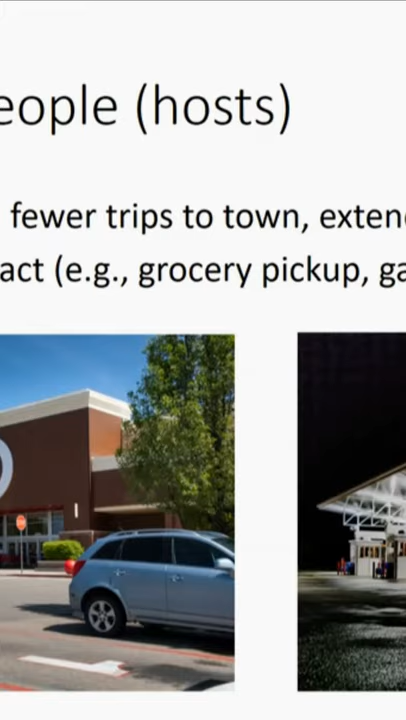 eople (hosts)
fewer trips to town, exten
act (e.g., grocery pickup, ga